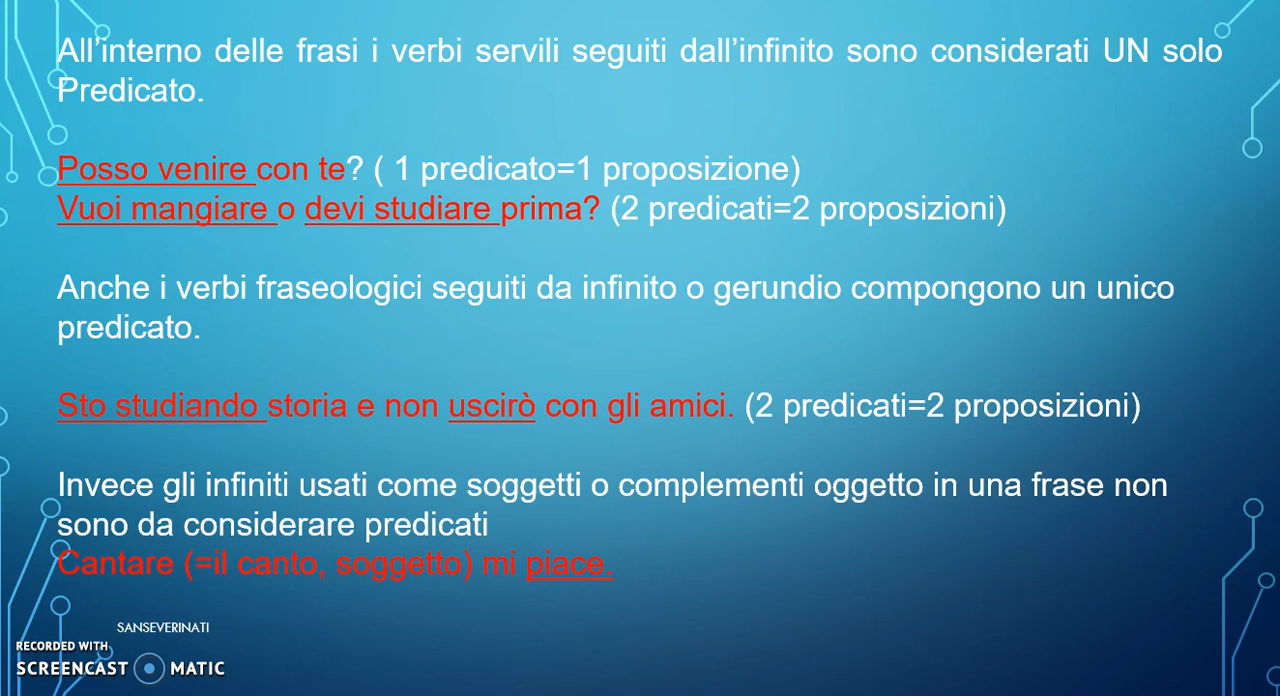 All’interno delle frasi i verbi servili seguiti dall’infinito sono considerati UN solo
Predicato.
Posso venire con te? ( 1 predicato=1 proposizione)
Vuoi mangiare o devi studiare prima? (2 predicati=2 proposizioni)
Anche i verbi fraseologici seguiti da infinito o gerundio compongono un unico
predicato.
Sto studiando storia e non uscirò con gli amici. (2 predicati=2 proposizioni)
Invece gli infiniti usati come soggetti o complementi oggetto in una frase non
sono da considerare predicati
Cantare (=il canto, soggetto) mi piace.
SANSEVERINATI
RECORDED WITH
SCREENCAST MATIC